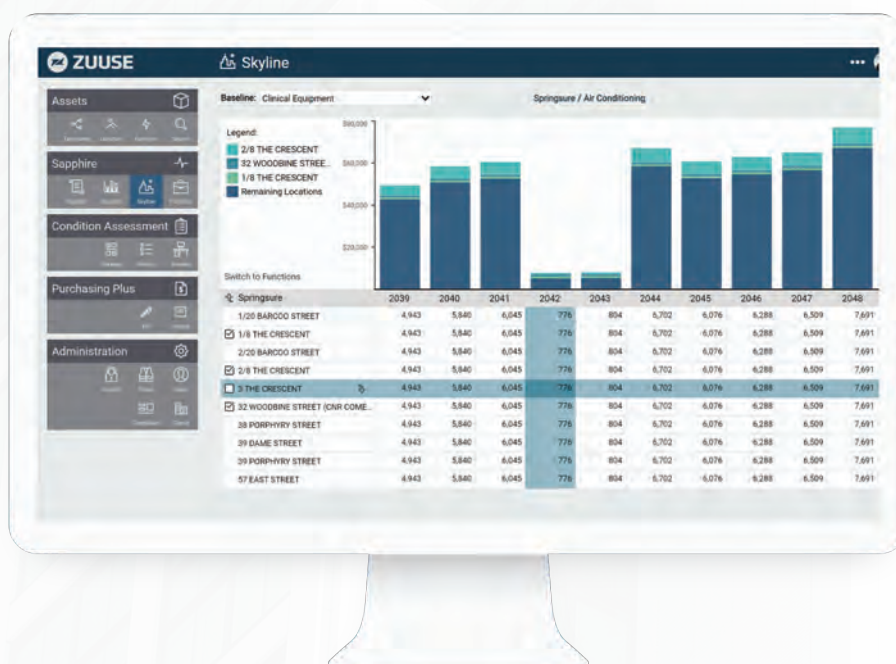 ZUUSE
Skyline
Assets
Sapphire
Skyline
Condition Assessment
Purchasing Plus
Administration
Baseline: Clinical Equipment
Springsure / Air Conditioning
Legend:
2/8 THE CRESCENT
32 WOODBINE STREE...
1/8 THE CRESCENT
Remaining Locations
$80,000
$60,000
$40,000
$20,000
Switch to Functions
Springsure 2039 2040 2041 2042 2043 2044 2045 2046 2047 2048
1/20 BARCOO STREET 4,943 5,840 6,045 776 804 6,702 6,076 6,288 6,509 7,691
1/8 THE CRESCENT 4,943 5,840 6,045 776 804 6,702 6,076 6,288 6,509 7,691
2/20 BARCOO STREET 4,943 5,840 6,045 776 804 6,702 6,076 6,288 6,509 7,691
2/8 THE CRESCENT 4,943 5,840 6,045 776 804 6,702 6,076 6,288 6,509 7,691
3 THE CRESCENT 4,943 5,840 6,045 776 804 6,702 6,076 6,288 6,509 7,691
32 WOODBINE STREET (CNR COME... 4,943 5,840 6,045 776 804 6,702 6,076 6,288 6,509 7,691
38 PORPHYRY STREET 4,943 5,840 6,045 776 804 6,702 6,076 6,288 6,509 7,691
39 DAME STREET 4,943 5,840 6,045 776 804 6,702 6,076 6,288 6,509 7,691
39 PORPHYRY STREET 4,943 5,840 6,045 776 804 6,702 6,076 6,288 6,509 7,691
57 EAST STREET 4,943 5,840 6,045 776 804 6,702 6,076 6,288 6,509 7,691